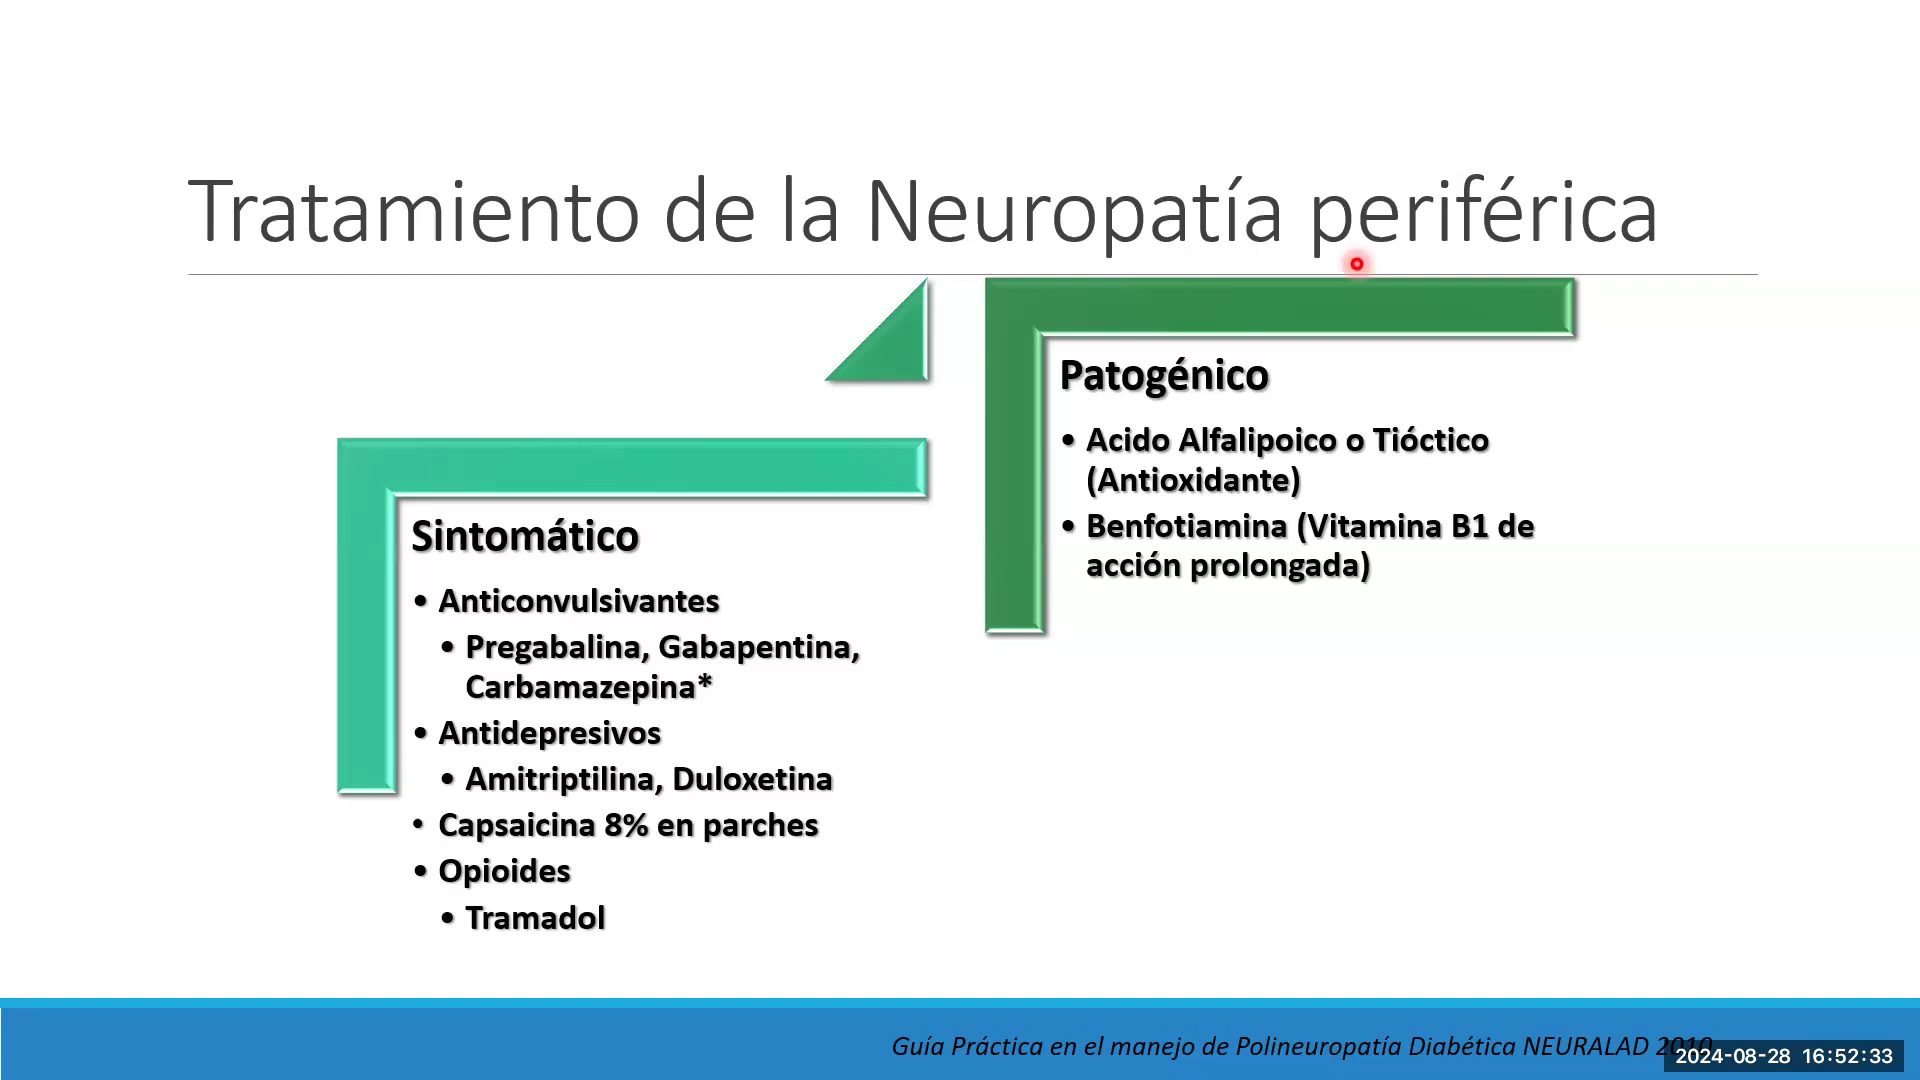 Tratamiento de la Neuropatía periférica
Sintomático
• Anticonvulsivantes
• Pregabalina, Gabapentina,
Carbamazepina*
• Antidepresivos
• Amitriptilina, Duloxetina
• Capsaicina 8% en parches
• Opioides
• Tramadol
Patogénico
• Acido Alfalipoico o Tióctico
(Antioxidante)
• Benfotiamina (Vitamina B1 de
acción prolongada)
Guía Práctica en el manejo de Polineuropatía Diabética NEURALAD 2010
2024-08-28 16:52:33